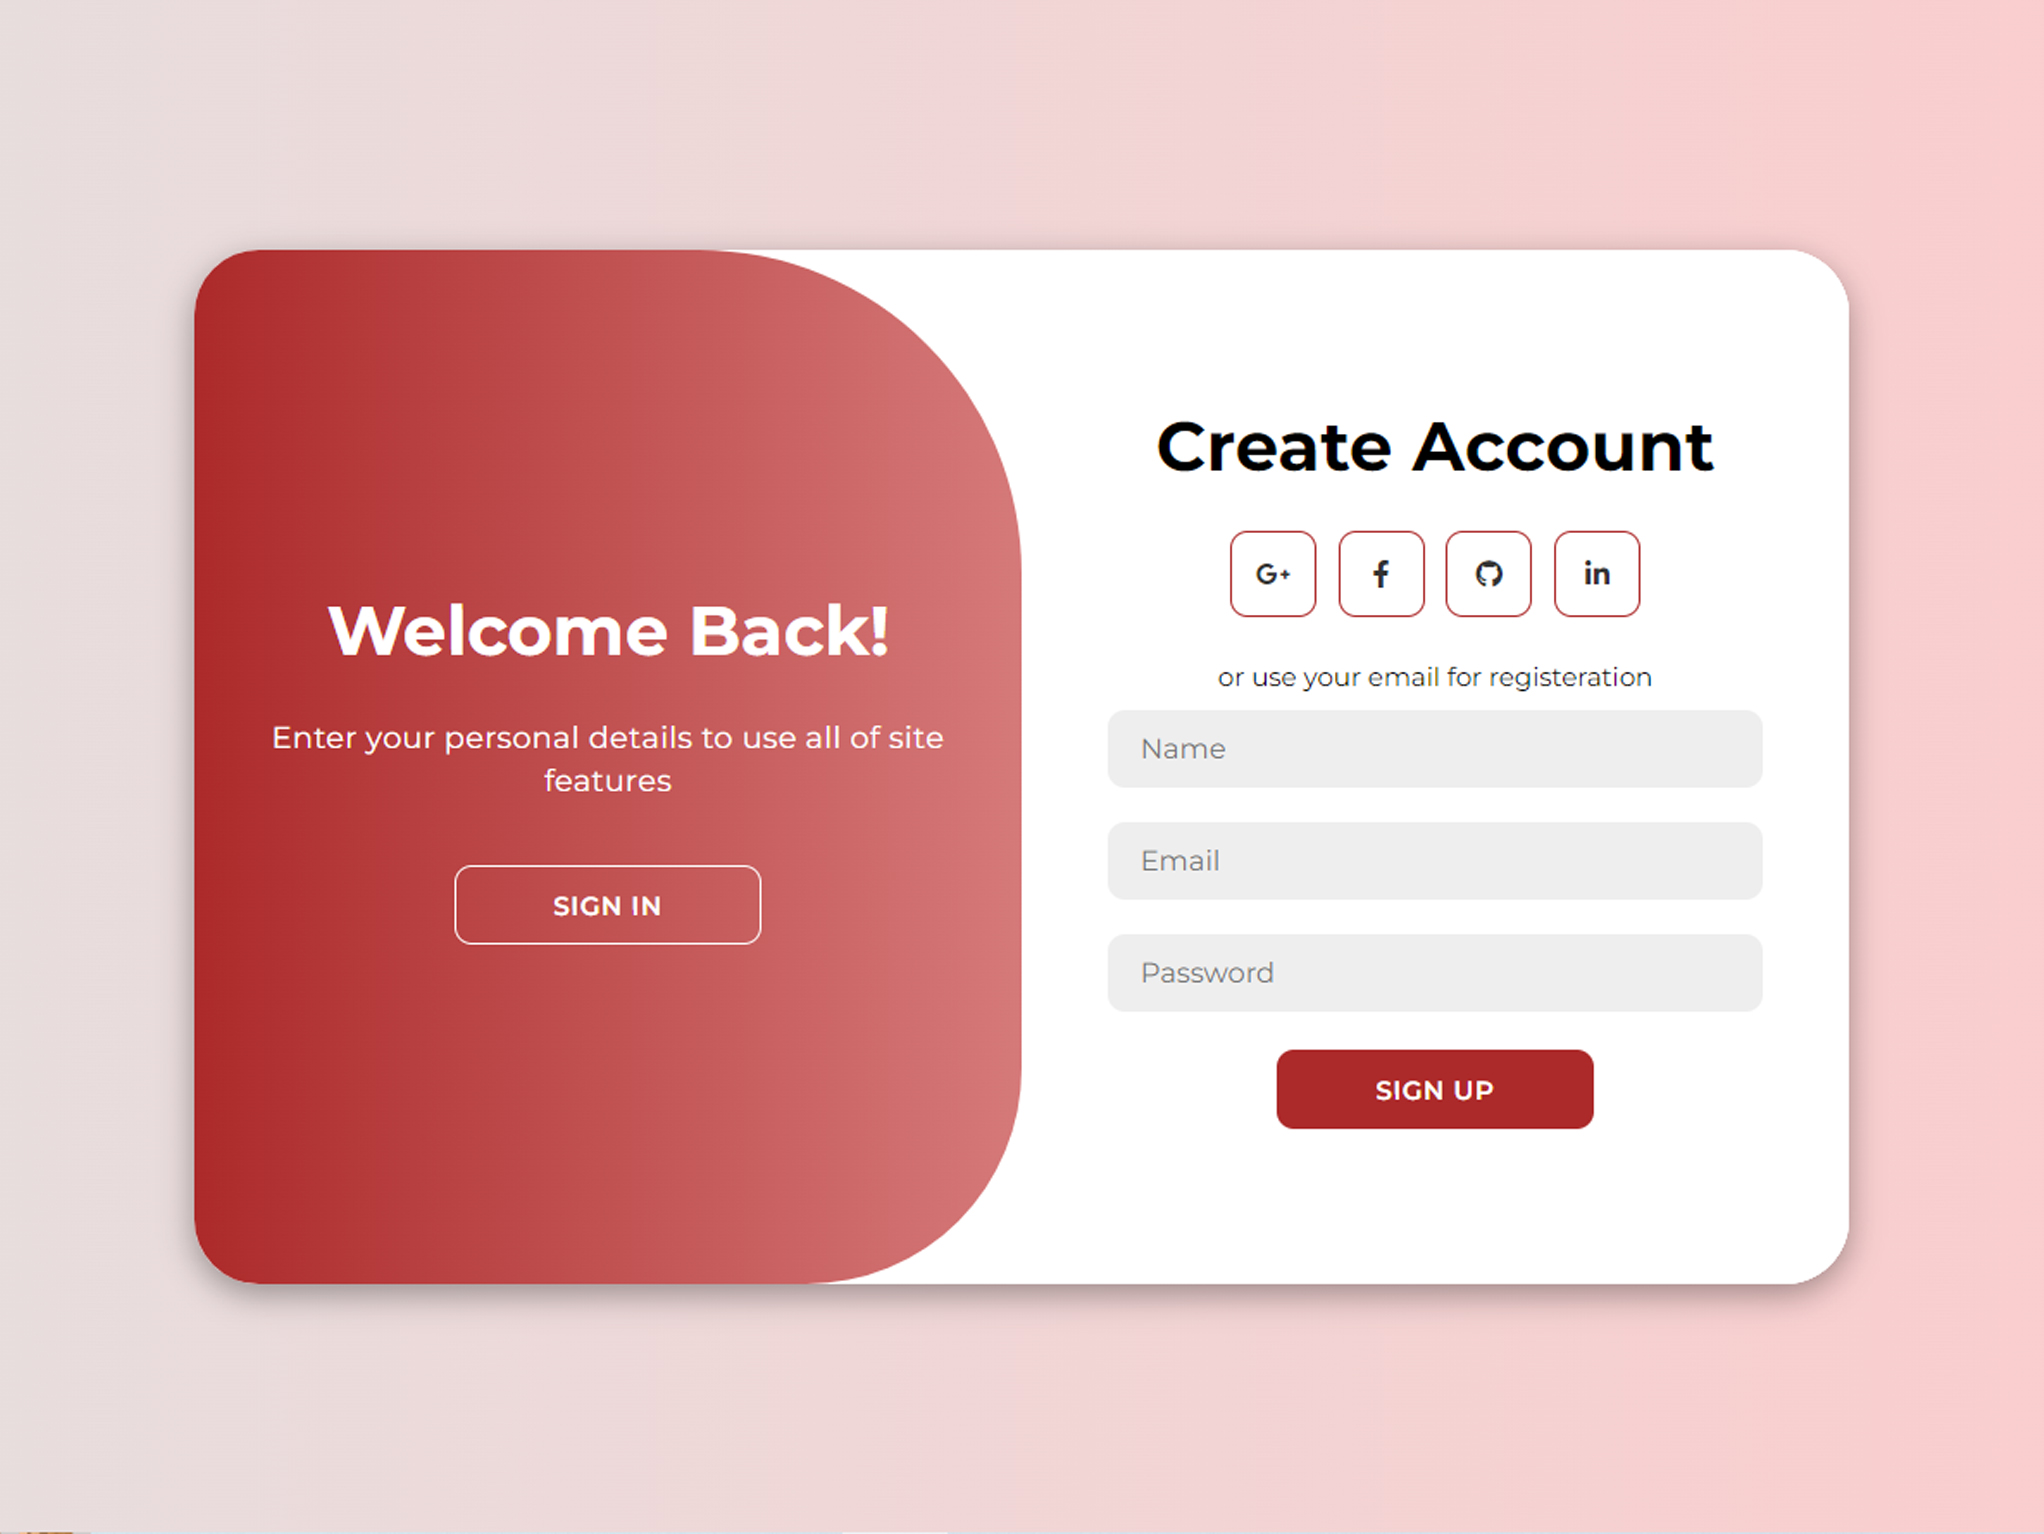 Welcome Back!
Enter your personal details to use all of site
features
SIGN IN
Create Account
G+ f in
or use your email for registeration
Name
Email
Password
SIGN UP